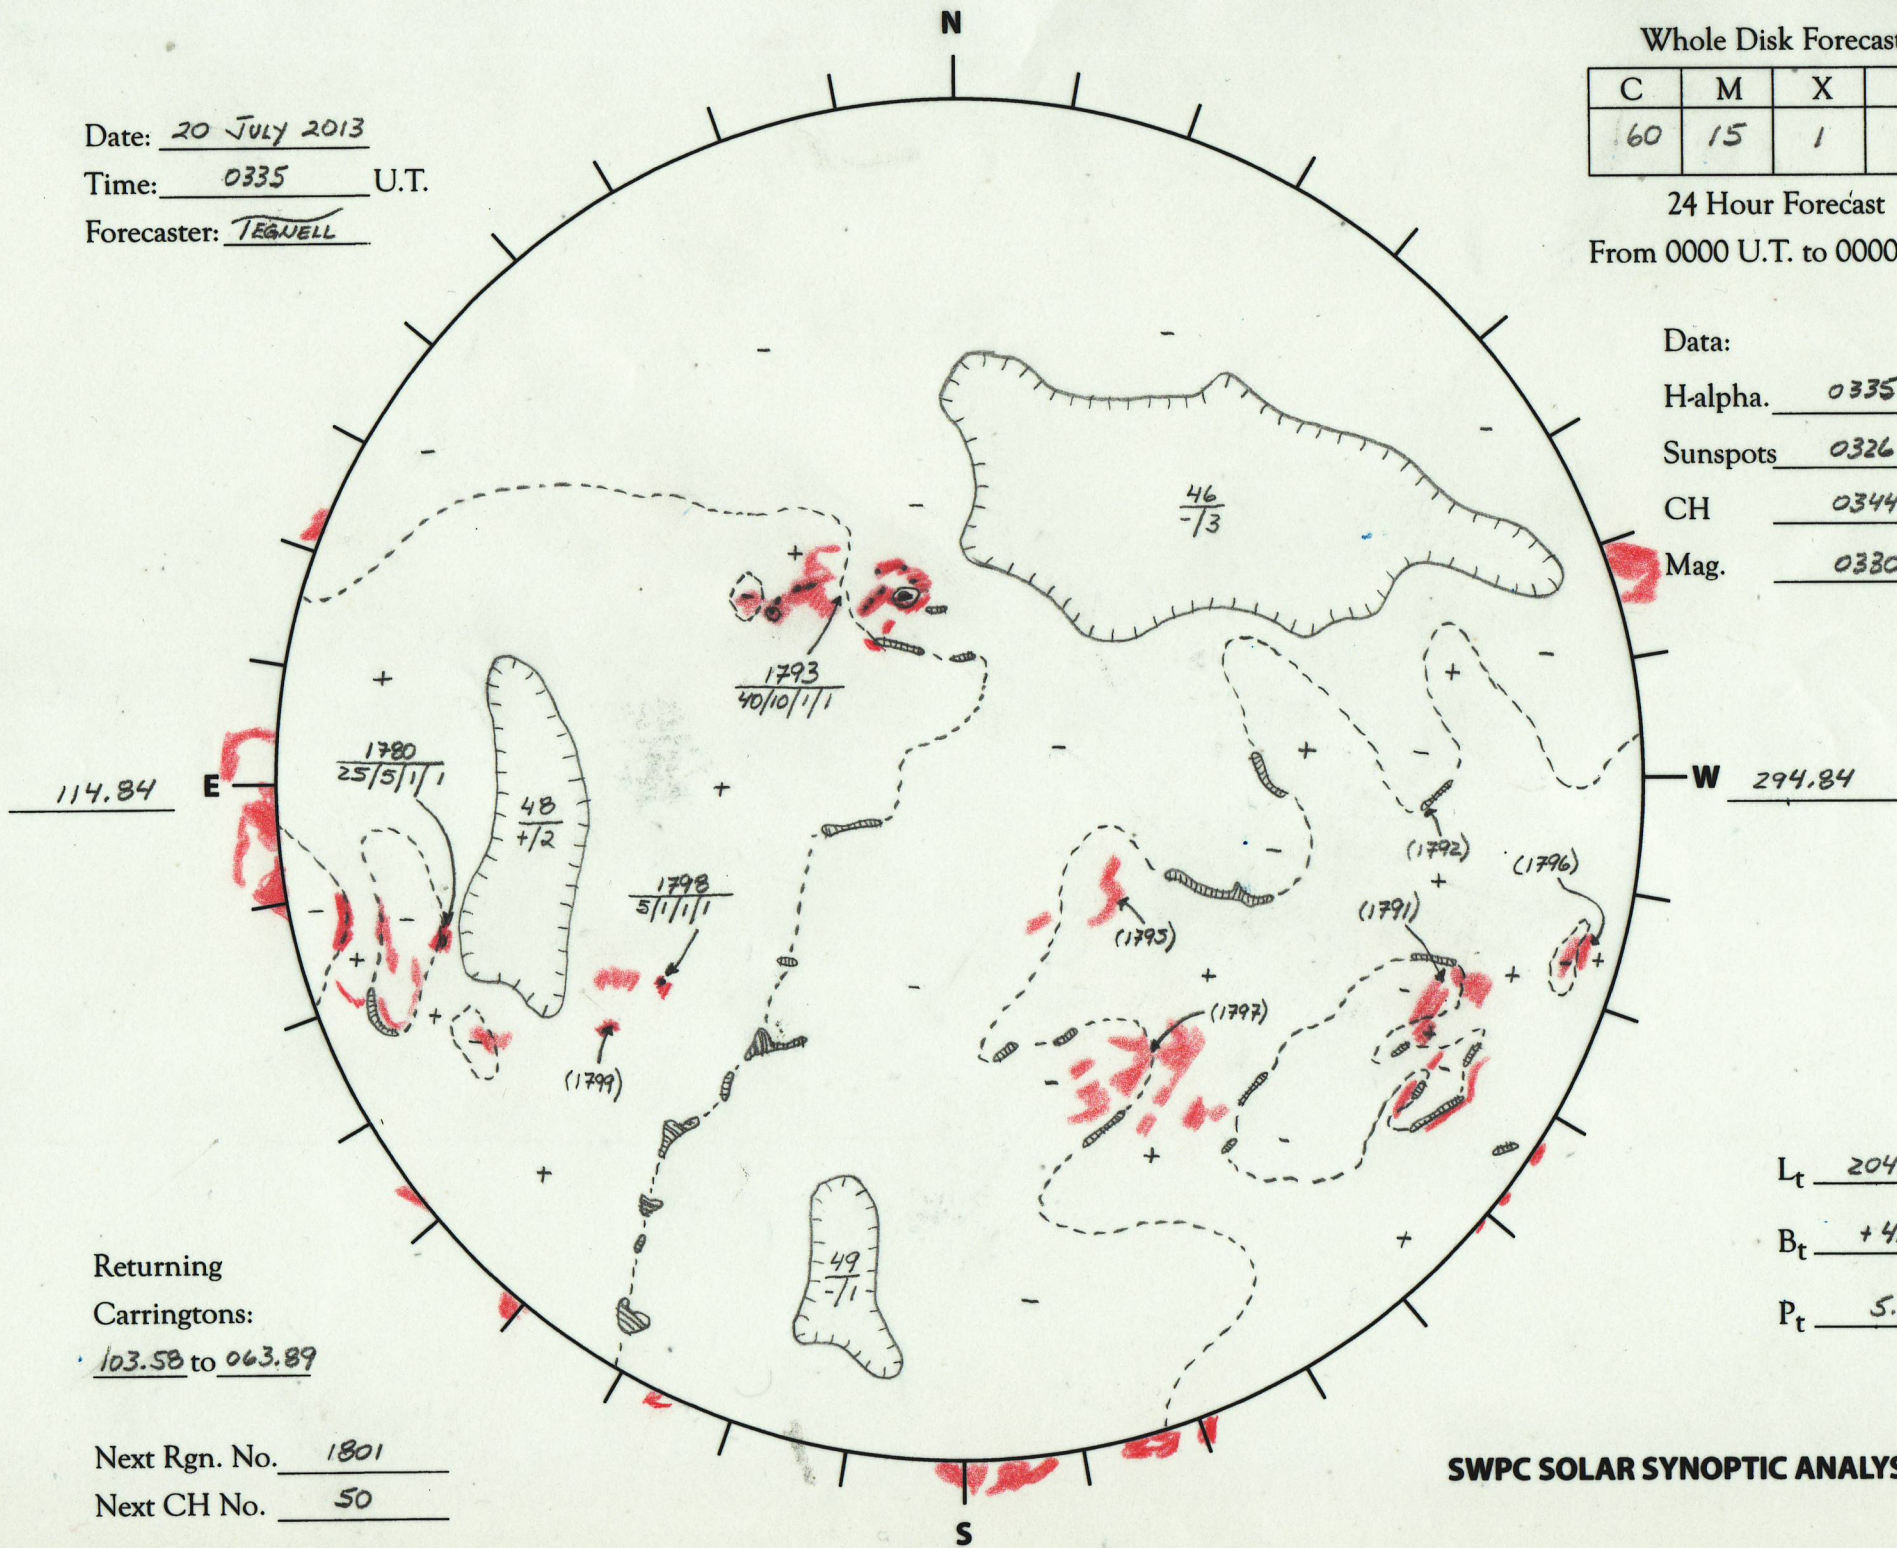 N
Whole Disk Forecast
C M X
60 15 1
24 Hour Forecast
From 0000 U.T. to 0000
Date: 20 JULY 2013
Time: 0335 U.T.
Forecaster: TEGNELL
Data:
H-alpha. 0335
Sunspots 0326
CH 0344
Mag. 0330
46
-/3
1793
40/10/1/1
1780
25/5/1/1
48
+/2
1798
5/1/1/1
(1799)
114.84 E
W 294.84
(1792)
(1796)
(1791)
(1795)
(1797)
49
-/1
Lt 204
Bt +4.
Pt 5.
Returning
Carringtons:
103.58 to 063.89
Next Rgn. No. 1801
Next CH No. 50
SWPC SOLAR SYNOPTIC ANALYS
S